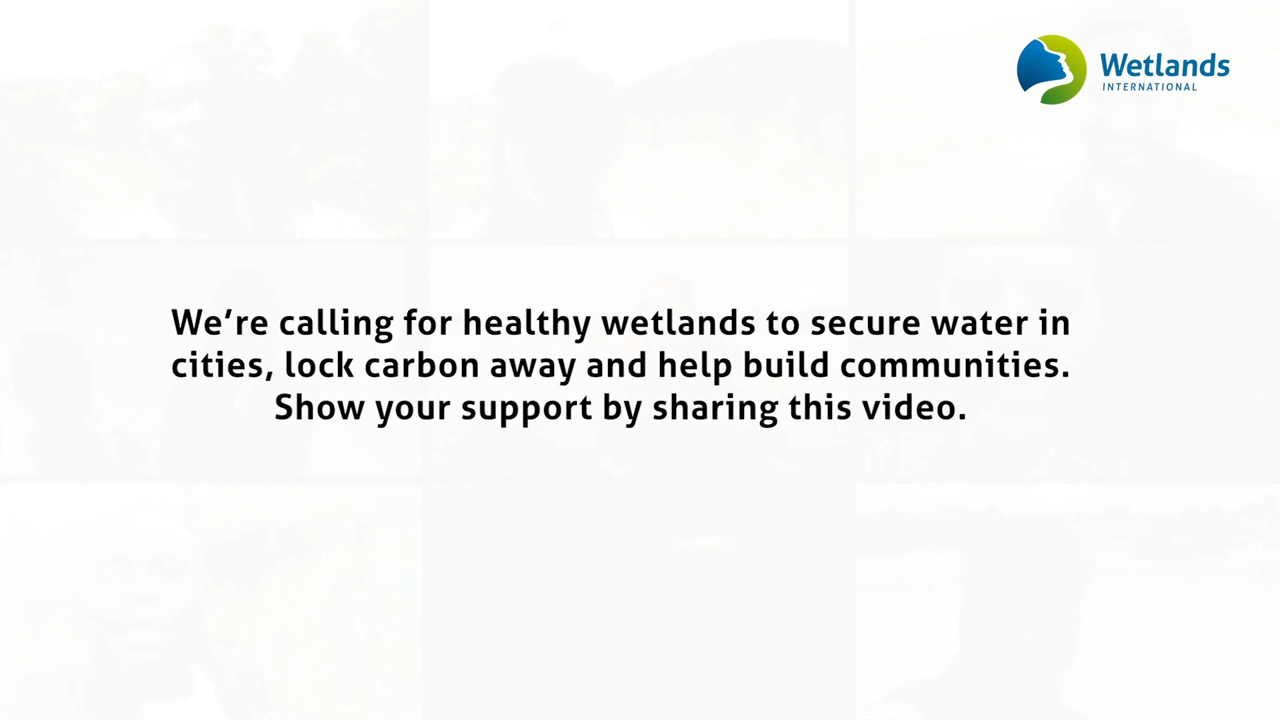 Wetlands
INTERNATIONAL
We’re calling for healthy wetlands to secure water in
cities, lock carbon away and help build communities.
Show your support by sharing this video.